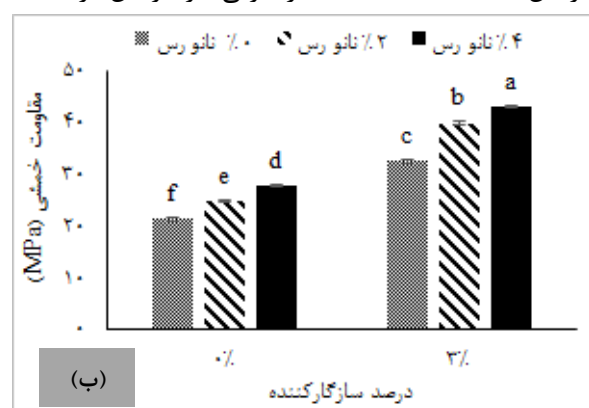 ٪۰ نانو رس ٪۲ نانو رس ٪۴ نانو رس
مقاومت خمشی (MPa)
۵۰
۴۰
۳۰
۲۰
۱۰
۰
f e d c b a
۰٪ ۳٪
درصد سازگارکننده
(ب)